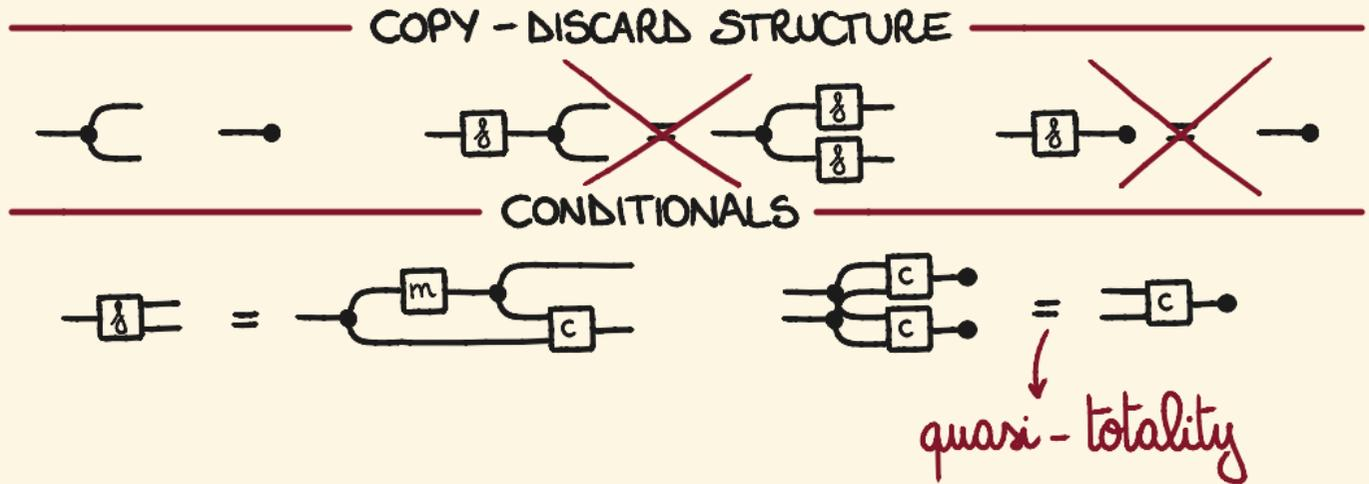 COPY - DISCARD STRUCTURE
f = f f
f =
CONDITIONALS
f = m c
c c = c
quasi - totality